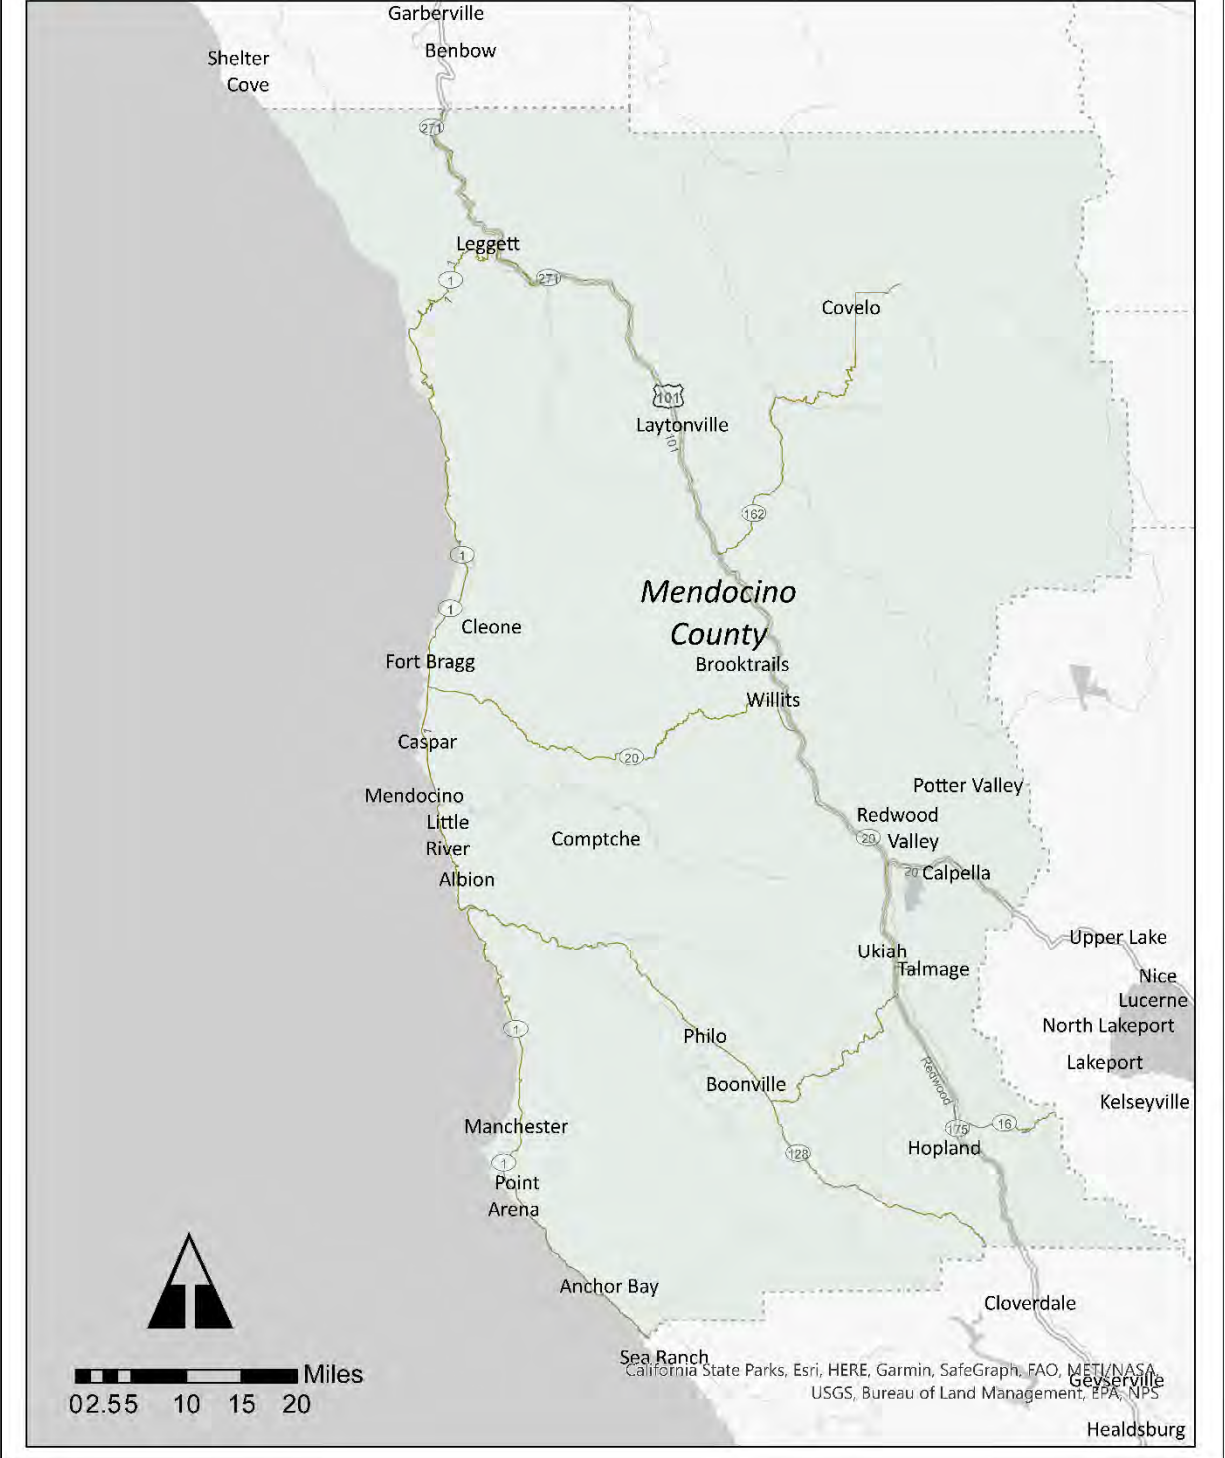 Garberville
Benbow
Shelter
Cove
271
Leggett
1
271
Covelo
101
Laytonville
101
162
1
Mendocino
County
1
Cleone
Fort Bragg
Brooktrails
Willits
Caspar
20
Potter Valley
Mendocino
Redwood
Little
20
Valley
River
Comptche
20 Calpella
Albion
Upper Lake
Ukiah
Talmage
Nice
Lucerne
1
North Lakeport
Philo
Lakeport
Boonville
Redwood
Kelseyville
Manchester
175
16
Hopland
128
1
Point
Arena
Anchor Bay
Cloverdale
Sea Ranch
California State Parks, Esri, HERE, Garmin, SafeGraph, FAO, METI/NASA,
Geyserville
USGS, Bureau of Land Management, EPA, NPS
Healdsburg
Miles
0 2.5 5 10 15 20